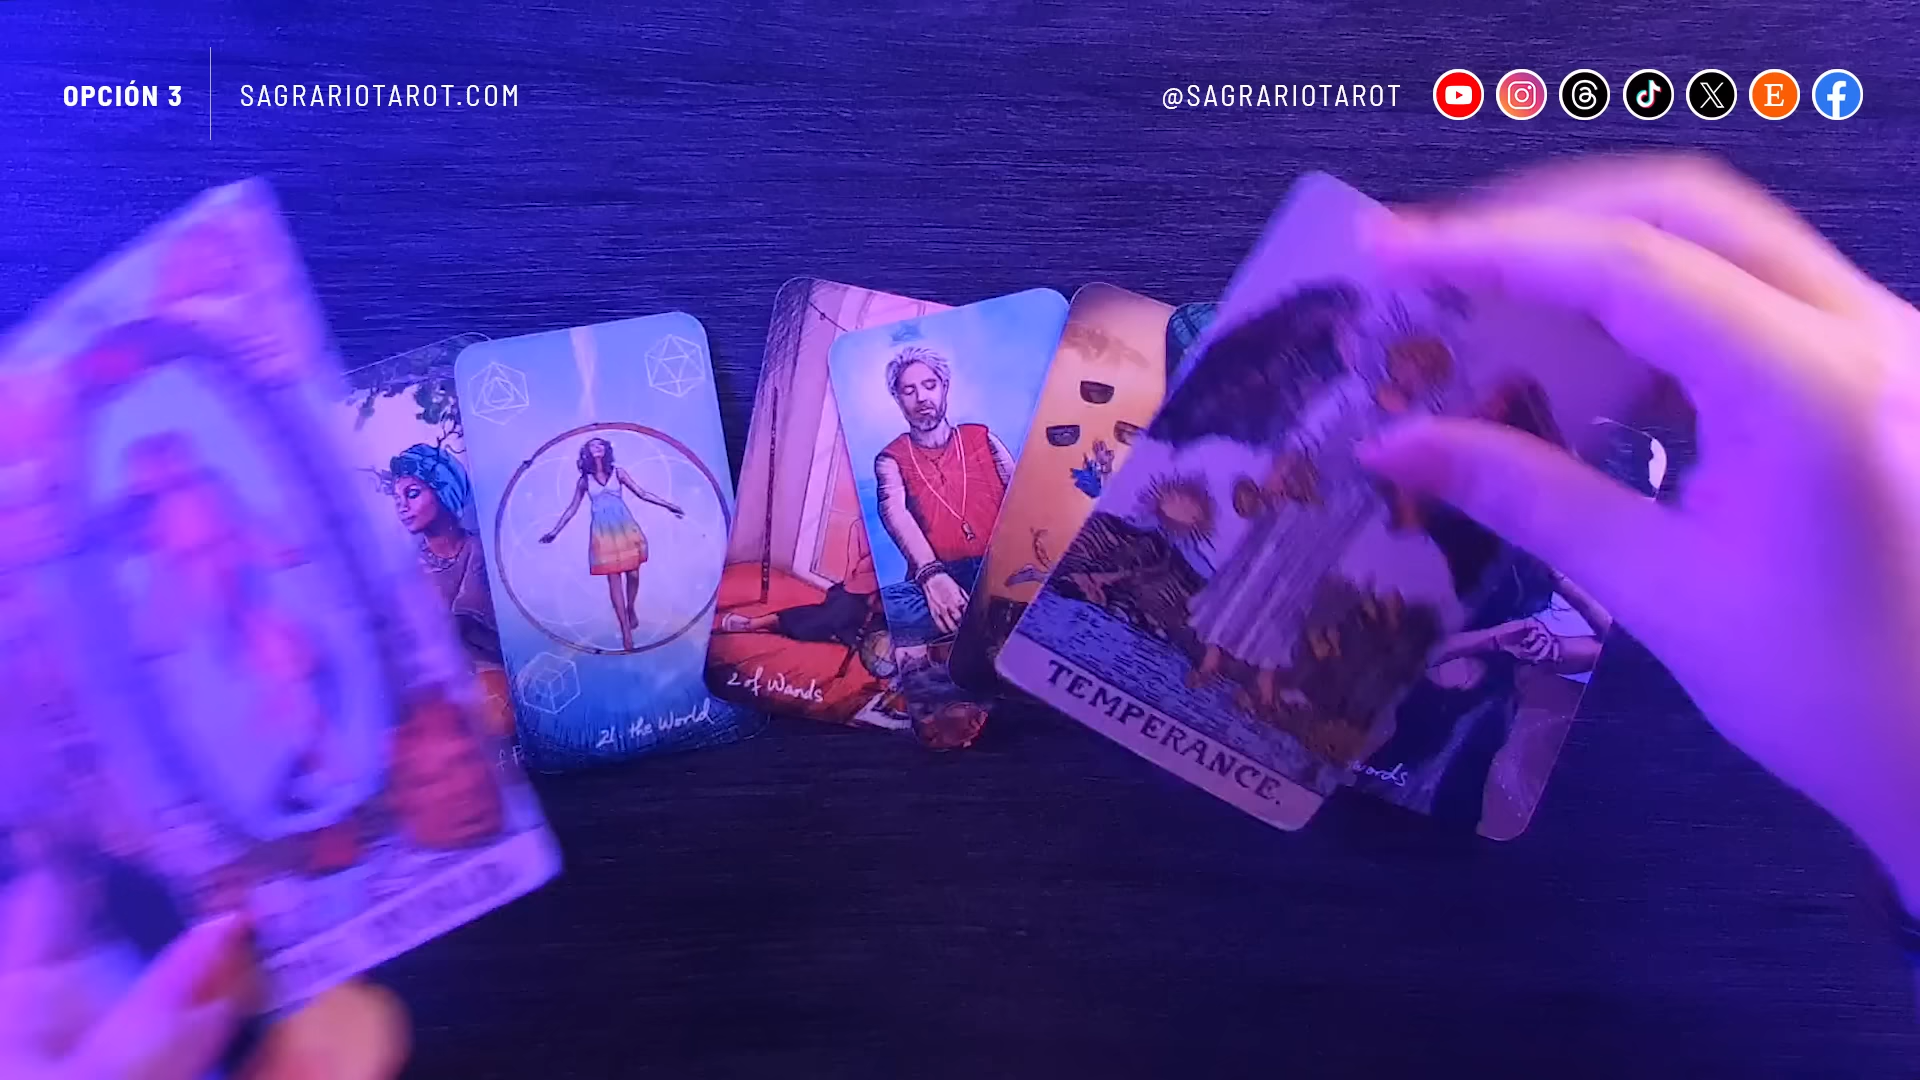 OPCIÓN 3
SAGRARIOTAROT.COM
@SAGRARIOTAROT
E
2 of Wands
21. the World
TEMPERANCE.